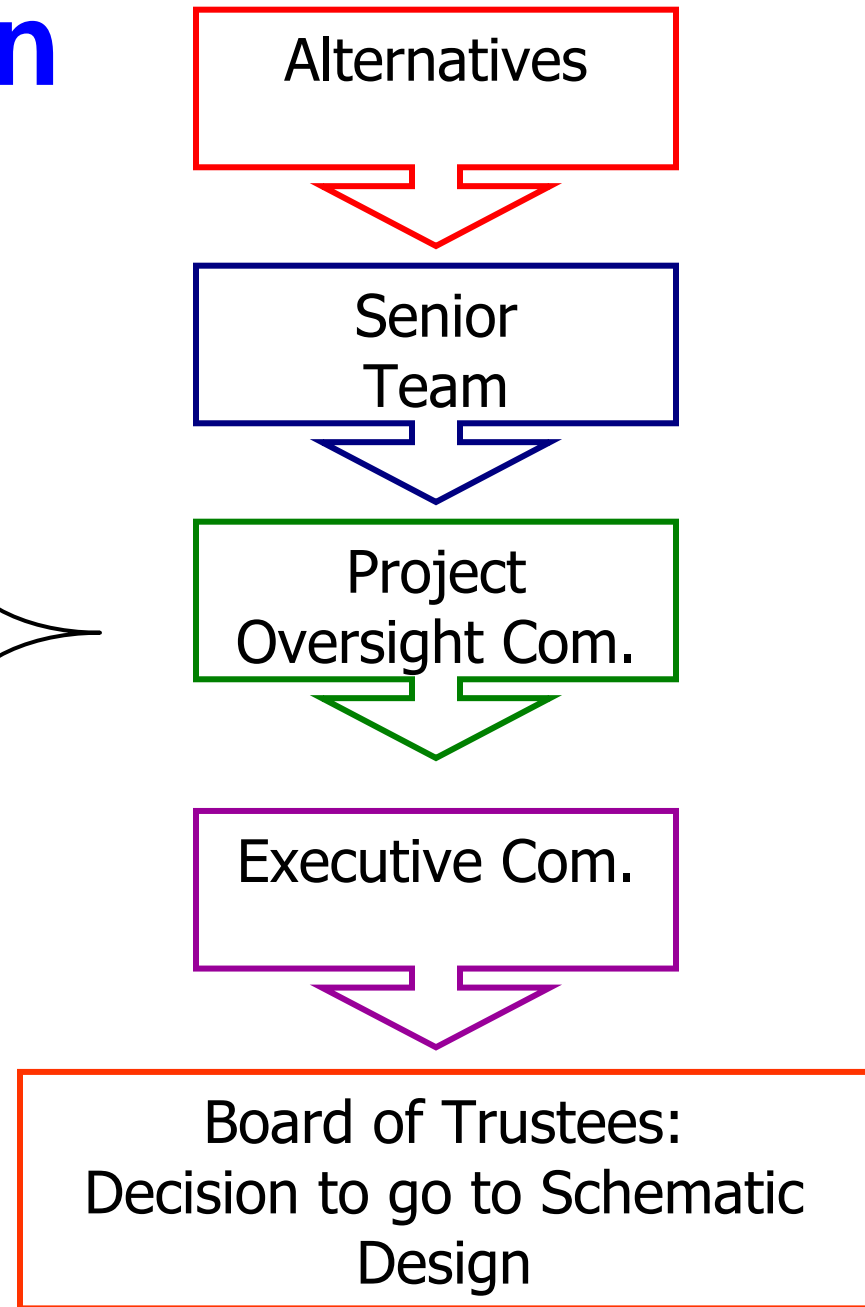 n
Alternatives
Senior
Team
Project
Oversight Com.
Executive Com.
Board of Trustees:
Decision to go to Schematic
Design